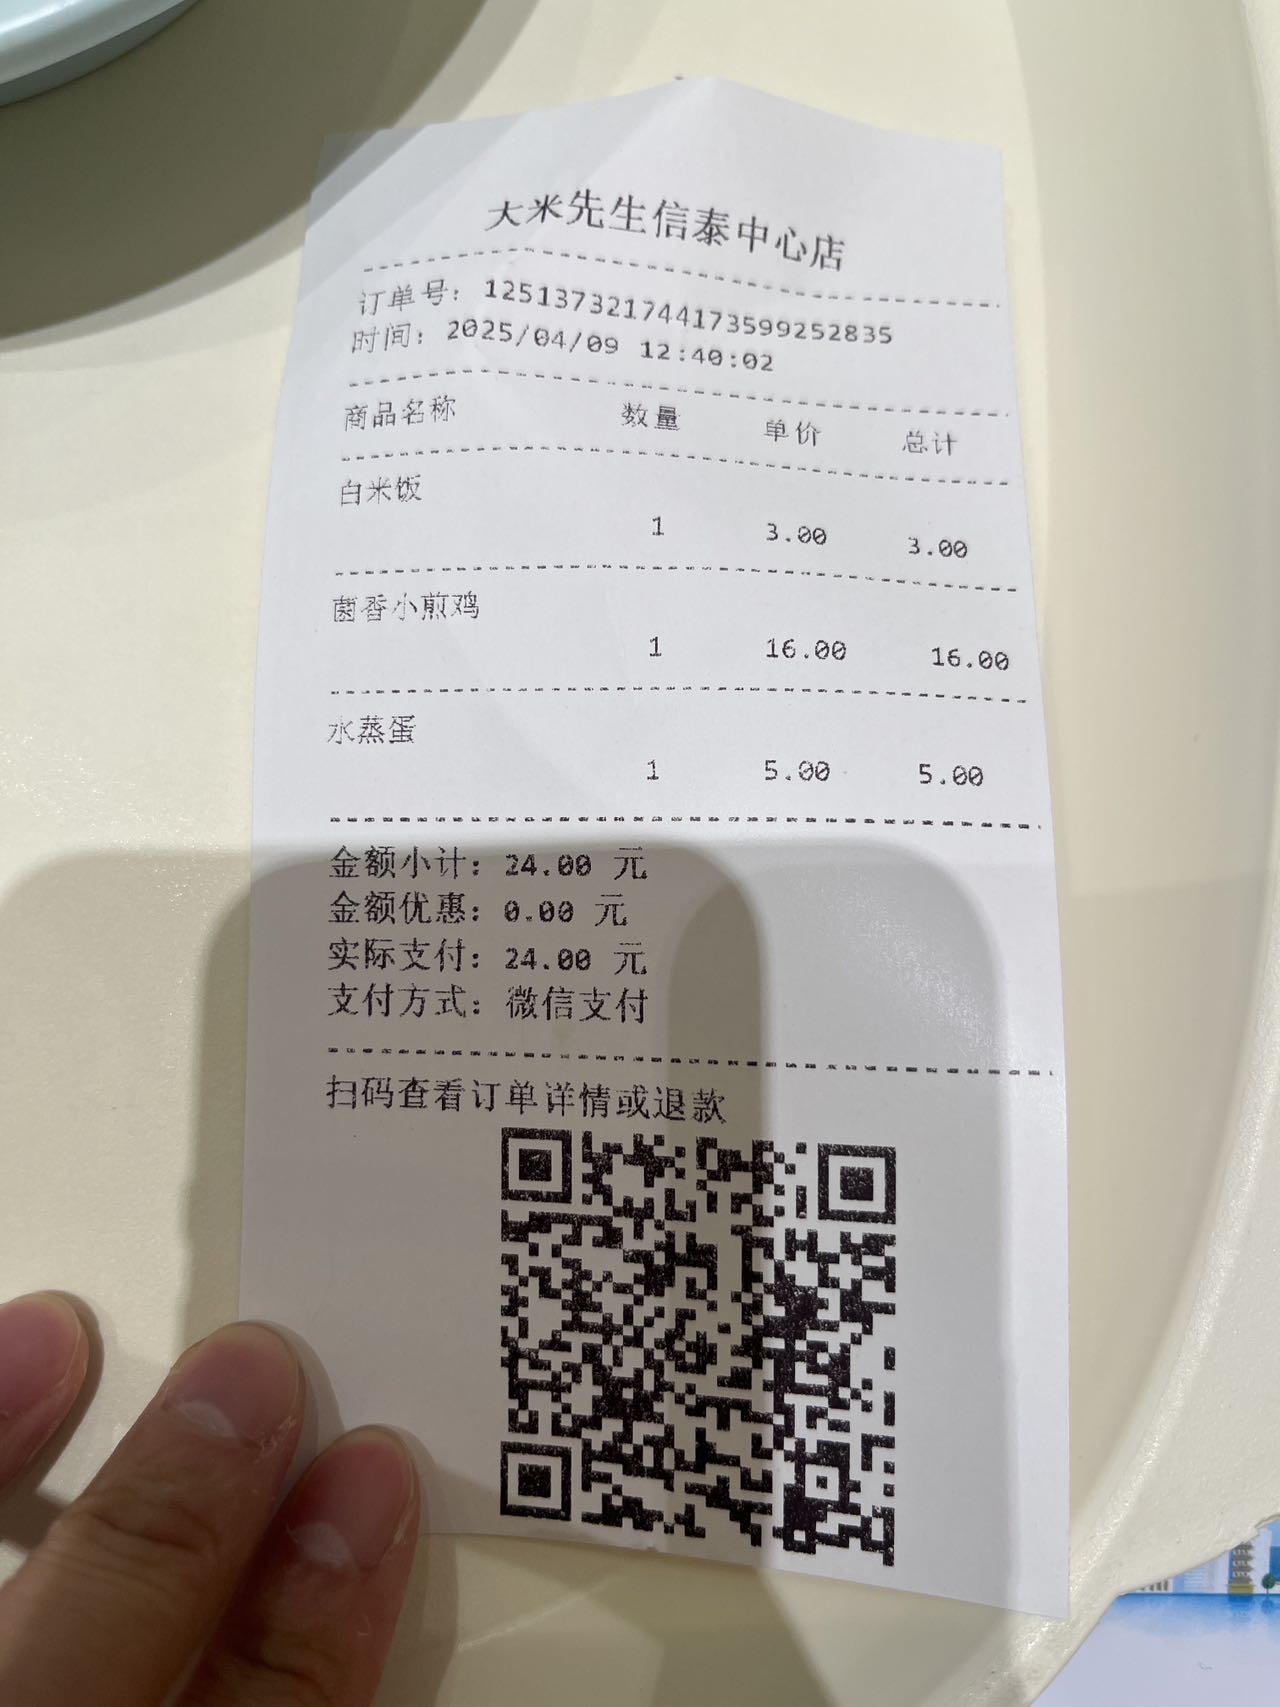 大米先生信泰中心店
订单号：125137321744173599252835
时间：2025/04/09 12:40:02
商品名称 数量 单价 总计
白米饭
1 3.00 3.00
菌香小煎鸡
1 16.00 16.00
水蒸蛋
1 5.00 5.00
金额小计：24.00 元
金额优惠：0.00 元
实际支付：24.00 元
支付方式：微信支付
扫码查看订单详情或退款